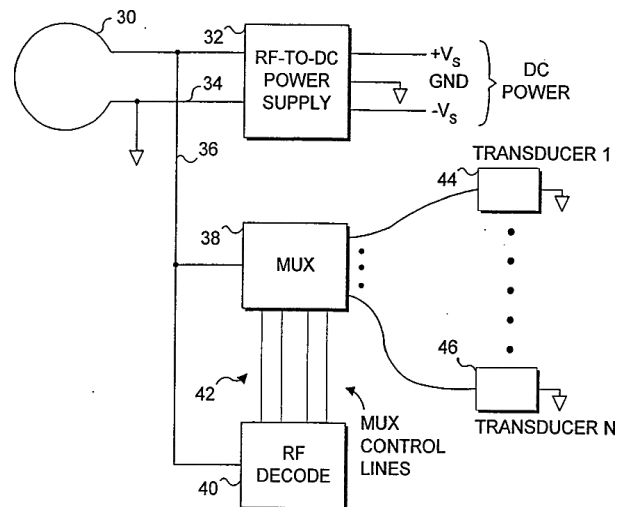 30
32
RF-TO-DC
POWER
SUPPLY
+VS
GND
-VS
DC
POWER
34
36
TRANSDUCER 1
44
38
MUX
46
TRANSDUCER N
42
MUX
CONTROL
LINES
RF
DECODE
40